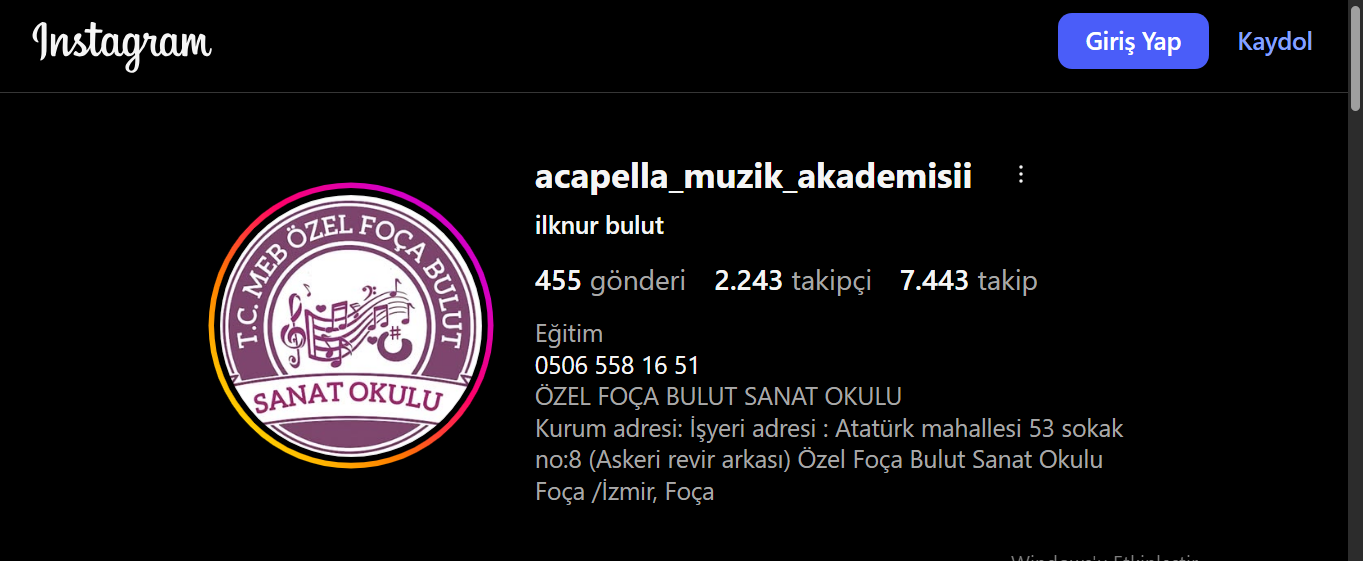 Instagram
Giriş Yap
Kaydol
acapella_muzik_akademisii
ilknur bulut
455 gönderi 2.243 takipçi 7.443 takip
T.C. MEB ÖZEL FOÇA BULUT
SANAT OKULU
Eğitim
0506 558 16 51
ÖZEL FOÇA BULUT SANAT OKULU
Kurum adresi: İşyeri adresi : Atatürk mahallesi 53 sokak
no:8 (Askeri revir arkası) Özel Foça Bulut Sanat Okulu
Foça /İzmir, Foça
Windows'u Etkinleştir